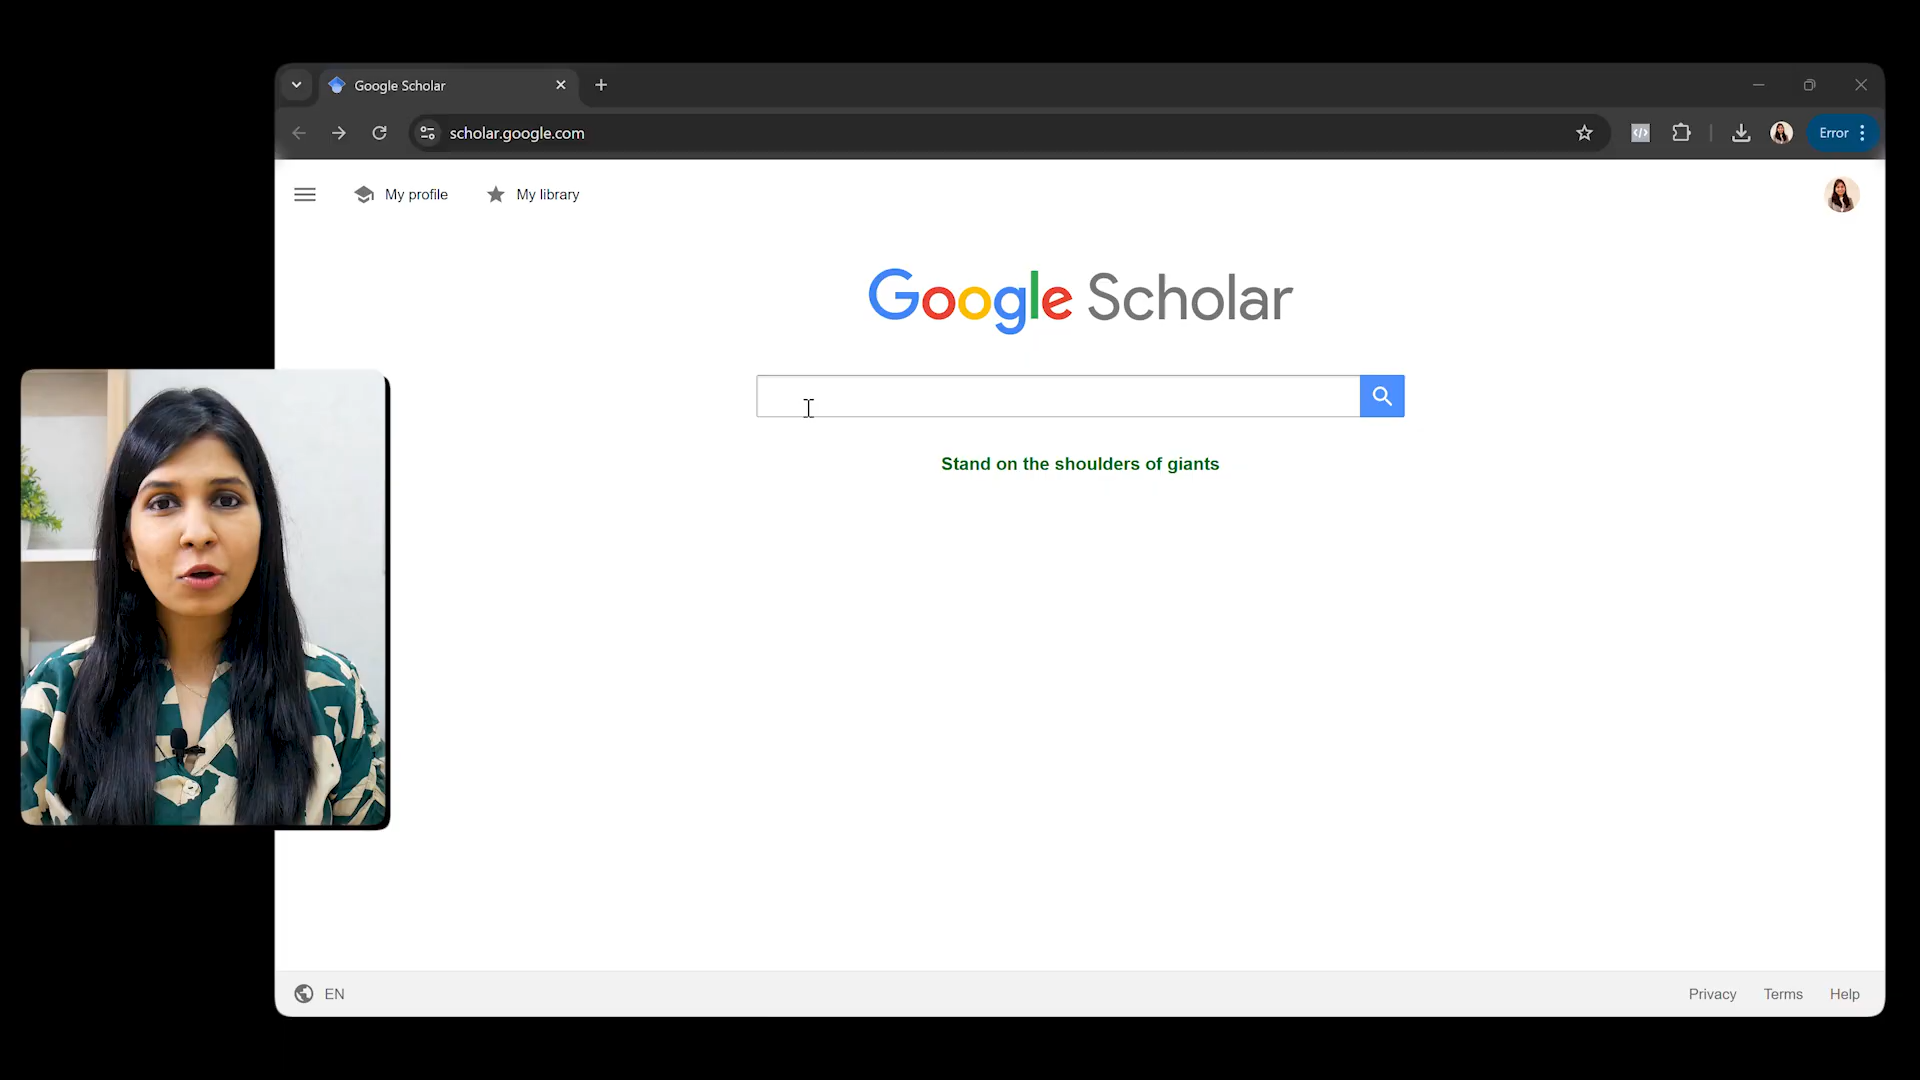 Google Scholar
scholar.google.com
Error
My profile
My library
Google Scholar
Stand on the shoulders of giants
EN
Privacy
Terms
Help